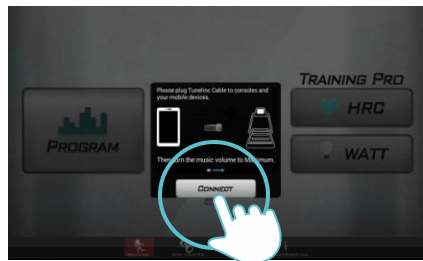 Please plug Tunelinc Cable to consoles and
your mobile devices.
Then turn the music volume to Maximum.
CONNECT
PROGRAM
TRAINING PRO
HRC
WATT